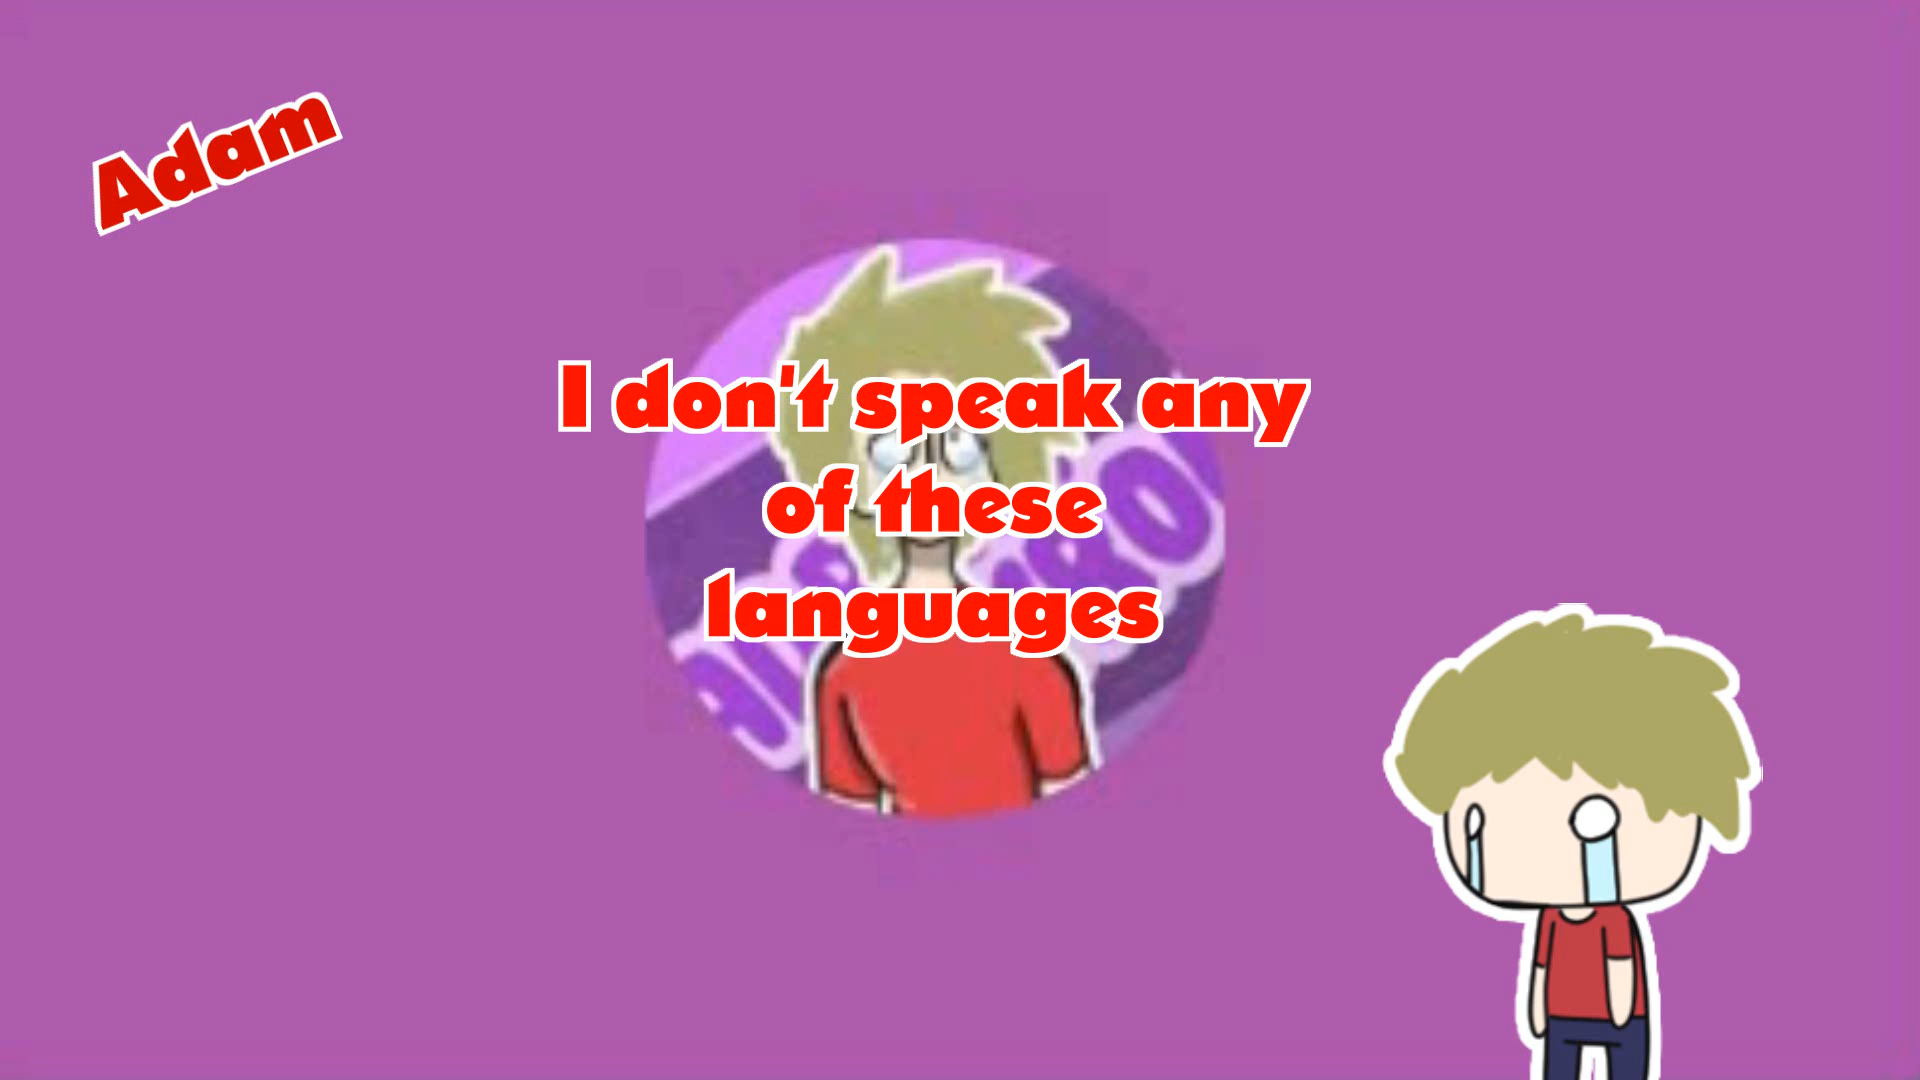 Adam
I don't speak any
of these
languages